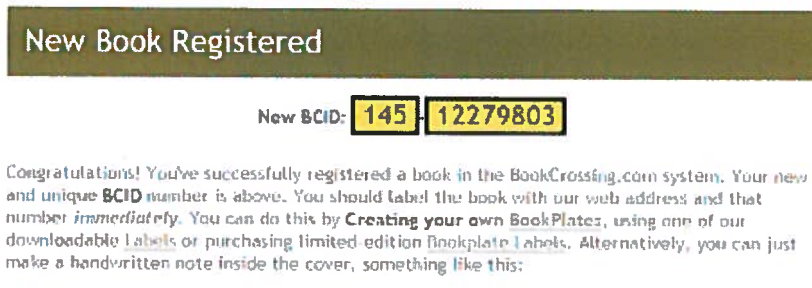 New Book Registered
New BCID: 145 - 12279803
Congratulations! You've successfully registered a book in the BookCrossing.com system. Your new
and unique BCID number is above. You should label the book with our web address and that
number immediately. You can do this by Creating your own BookPlates, using one of our
downloadable Labels or purchasing limited edition Bookplate Labels. Alternatively, you can just
make a handwritten note inside the cover, something like this: